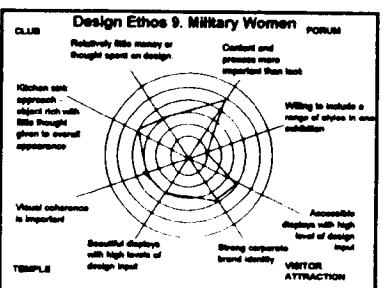 Design Ethos 9. Military Women
CLUB
FORUM
Relatively little money or
thought spent on design
Content and
process more
important than look
Kitchen sink
approach -
object rich with
little thought
given to overall
appearance
Willing to include a
range of styles in one
exhibition
Visual coherence
is important
Accessible
displays with high
level of design
input
Beautiful displays
with high levels of
design input
Strong corporate
brand identity
TEMPLE
VISITOR
ATTRACTION